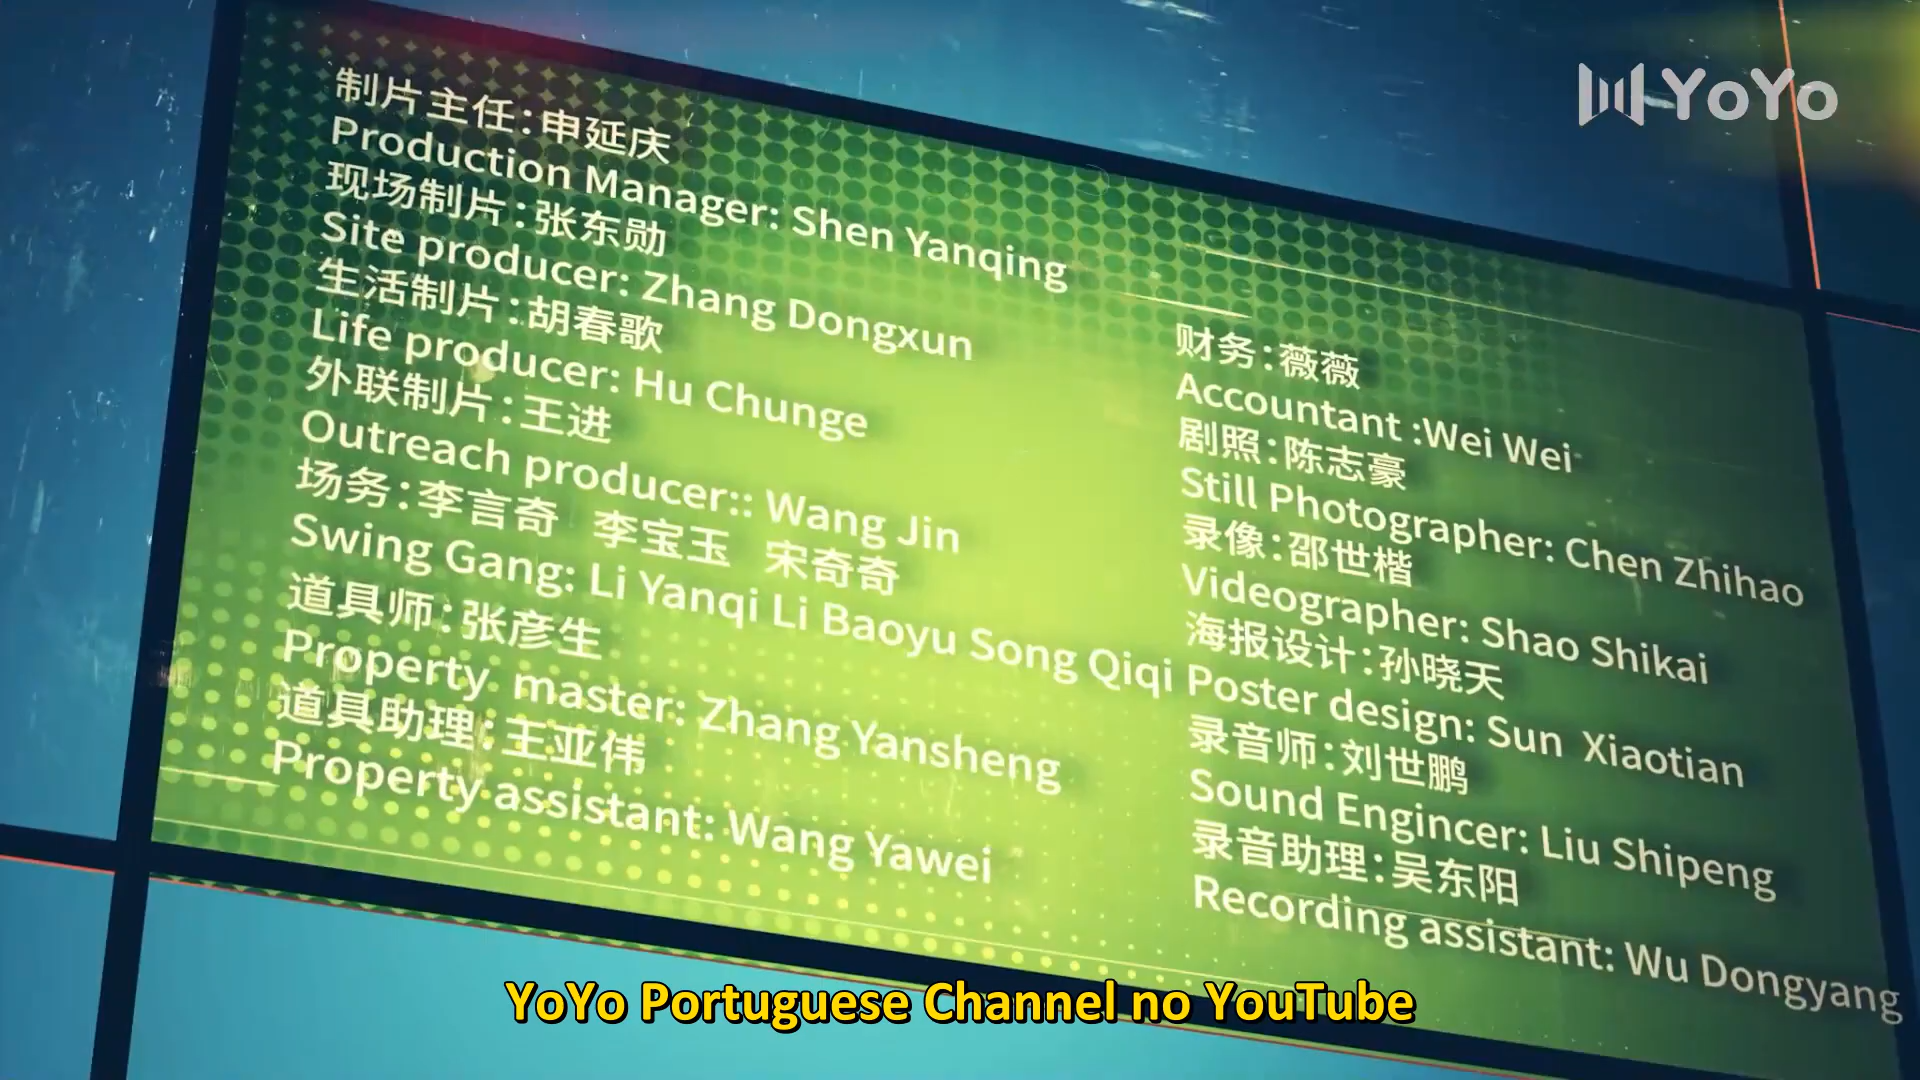 YoYo
制片主任:申延庆
Production Manager: Shen Yanqing
现场制片:张东勋
Site producer: Zhang Dongxun
生活制片:胡春歌
Life producer: Hu Chunge
外联制片:王进
Outreach producer:: Wang Jin
场务:李言奇 李宝玉 宋奇奇
Swing Gang: Li Yanqi Li Baoyu Song Qiqi
道具师:张彦生
Property master: Zhang Yansheng
道具助理:王亚伟
Property assistant: Wang Yawei
财务:薇薇
Accountant :Wei Wei
剧照:陈志豪
Still Photographer: Chen Zhihao
录像:邵世楷
Videographer: Shao Shikai
海报设计:孙晓天
Poster design: Sun Xiaotian
录音师:刘世鹏
Sound Engincer: Liu Shipeng
录音助理:吴东阳
Recording assistant: Wu Dongyang
YoYo Portuguese Channel no YouTube